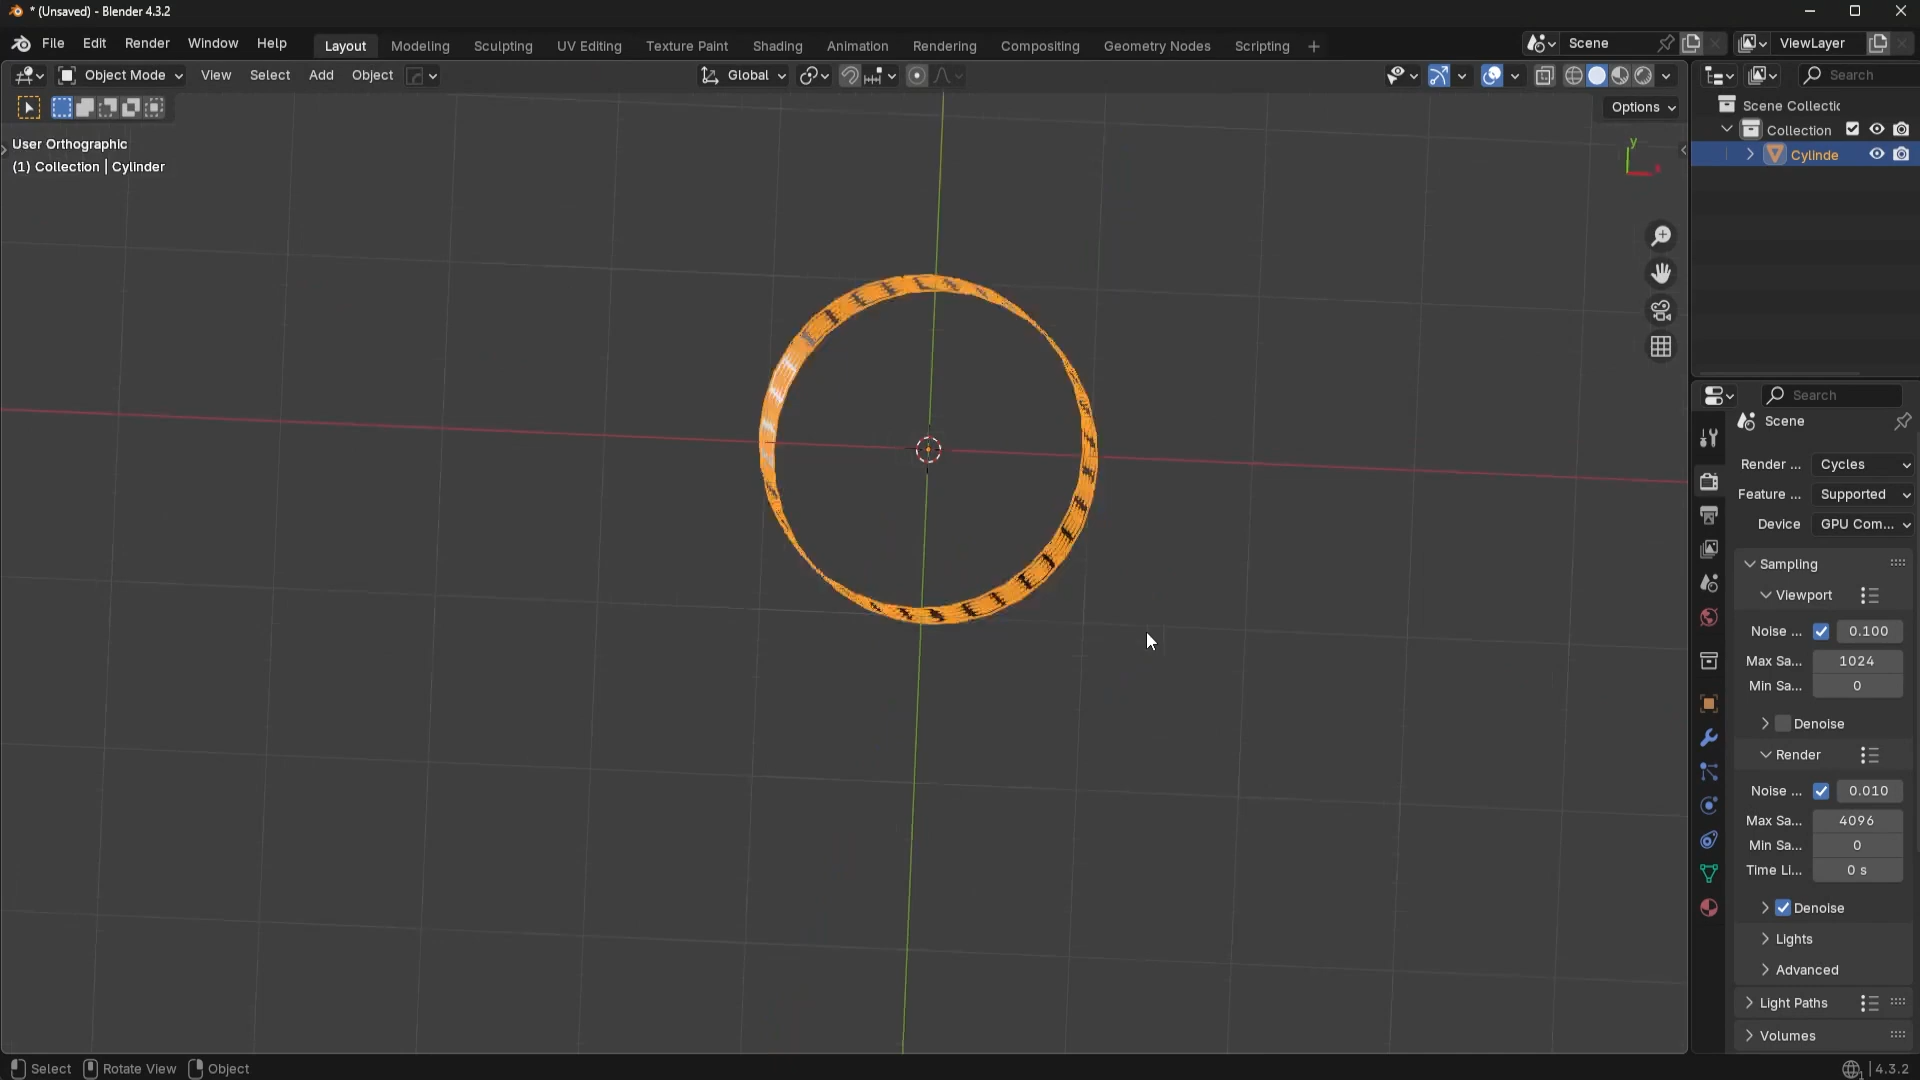 * (Unsaved) - Blender 4.3.2
File Edit Render Window Help Layout Modeling Sculpting UV Editing Texture Paint Shading Animation Rendering Compositing Geometry Nodes Scripting + Scene ViewLayer
Object Mode View Select Add Object Global Search
Options
Scene Collectic
Collection
Cylinde
User Orthographic
(1) Collection | Cylinder
y
Search
Scene
Render ... Cycles
Feature ... Supported
Device GPU Com...
Sampling
Viewport
Noise ... 0.100
Max Sa... 1024
Min Sa... 0
Denoise
Render
Noise ... 0.010
Max Sa... 4096
Min Sa... 0
Time Li... 0 s
Denoise
Lights
Advanced
Light Paths
Volumes
Select Rotate View Object 4.3.2